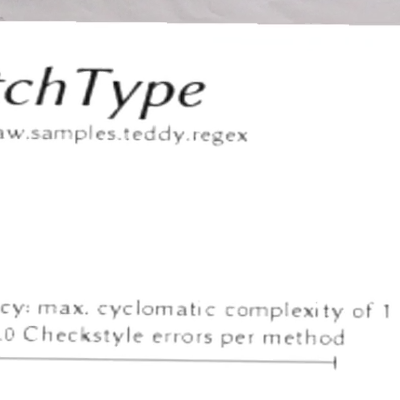 tchType
aw.samples.teddy.regex
cy: max. cyclomatic complexity of 1
.0 Checkstyle errors per method